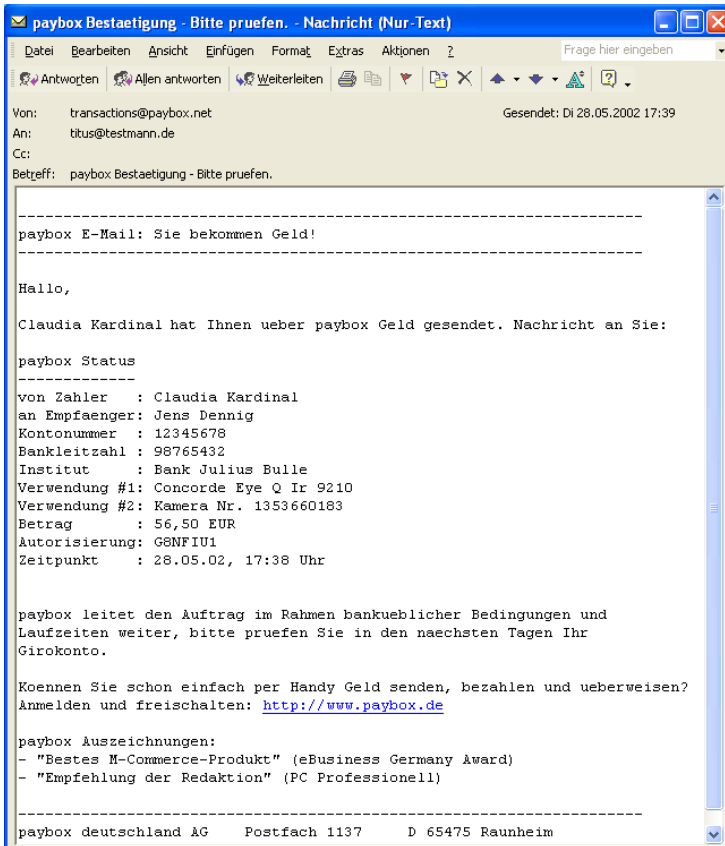 paybox Bestaetigung - Bitte pruefen. - Nachricht (Nur-Text)
Datei Bearbeiten Ansicht Einfügen Format Extras Aktionen ? Frage hier eingeben
Antworten Allen antworten Weiterleiten
Von: transactions@paybox.net Gesendet: Di 28.05.2002 17:39
An: titus@testmann.de
Cc:
Betreff: paybox Bestaetigung - Bitte pruefen.
---------------------------------------------------------------------
paybox E-Mail: Sie bekommen Geld!
---------------------------------------------------------------------
Hallo,
Claudia Kardinal hat Ihnen ueber paybox Geld gesendet. Nachricht an Sie:
paybox Status
-------------
von Zahler : Claudia Kardinal
an Empfaenger: Jens Dennig
Kontonummer : 12345678
Bankleitzahl : 98765432
Institut : Bank Julius Bulle
Verwendung #1: Concorde Eye Q Ir 9210
Verwendung #2: Kamera Nr. 1353660183
Betrag : 56,50 EUR
Autorisierung: G8NFIU1
Zeitpunkt : 28.05.02, 17:38 Uhr
paybox leitet den Auftrag im Rahmen bankueblicher Bedingungen und
Laufzeiten weiter, bitte pruefen Sie in den naechsten Tagen Ihr
Girokonto.
Koennen Sie schon einfach per Handy Geld senden, bezahlen und ueberweisen?
Anmelden und freischalten: http://www.paybox.de
paybox Auszeichnungen:
- "Bestes M-Commerce-Produkt" (eBusiness Germany Award)
- "Empfehlung der Redaktion" (PC Professionell)
---------------------------------------------------------------------
paybox deutschland AG Postfach 1137 D 65475 Raunheim